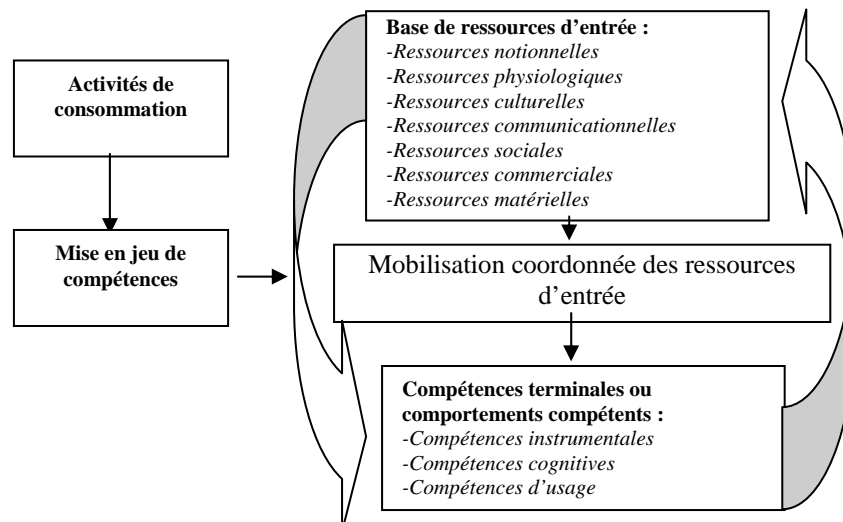 Activités de
consommation
Mise en jeu de
compétences
Base de ressources d’entrée :
-Ressources notionnelles
-Ressources physiologiques
-Ressources culturelles
-Ressources communicationnelles
-Ressources sociales
-Ressources commerciales
-Ressources matérielles
Mobilisation coordonnée des ressources
d’entrée
Compétences terminales ou
comportements compétents :
-Compétences instrumentales
-Compétences cognitives
-Compétences d’usage